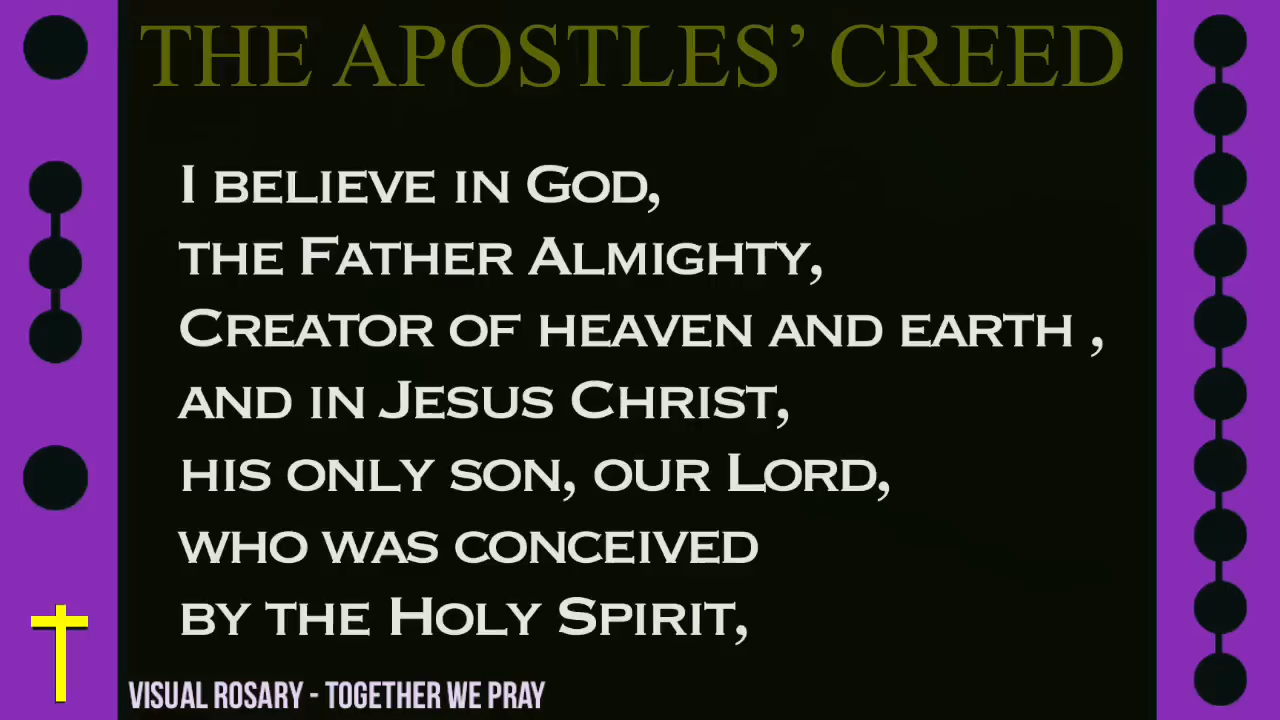 THE APOSTLES’ CREED
I BELIEVE IN GOD,
THE FATHER ALMIGHTY,
CREATOR OF HEAVEN AND EARTH ,
AND IN JESUS CHRIST,
HIS ONLY SON, OUR LORD,
WHO WAS CONCEIVED
BY THE HOLY SPIRIT,
VISUAL ROSARY - TOGETHER WE PRAY